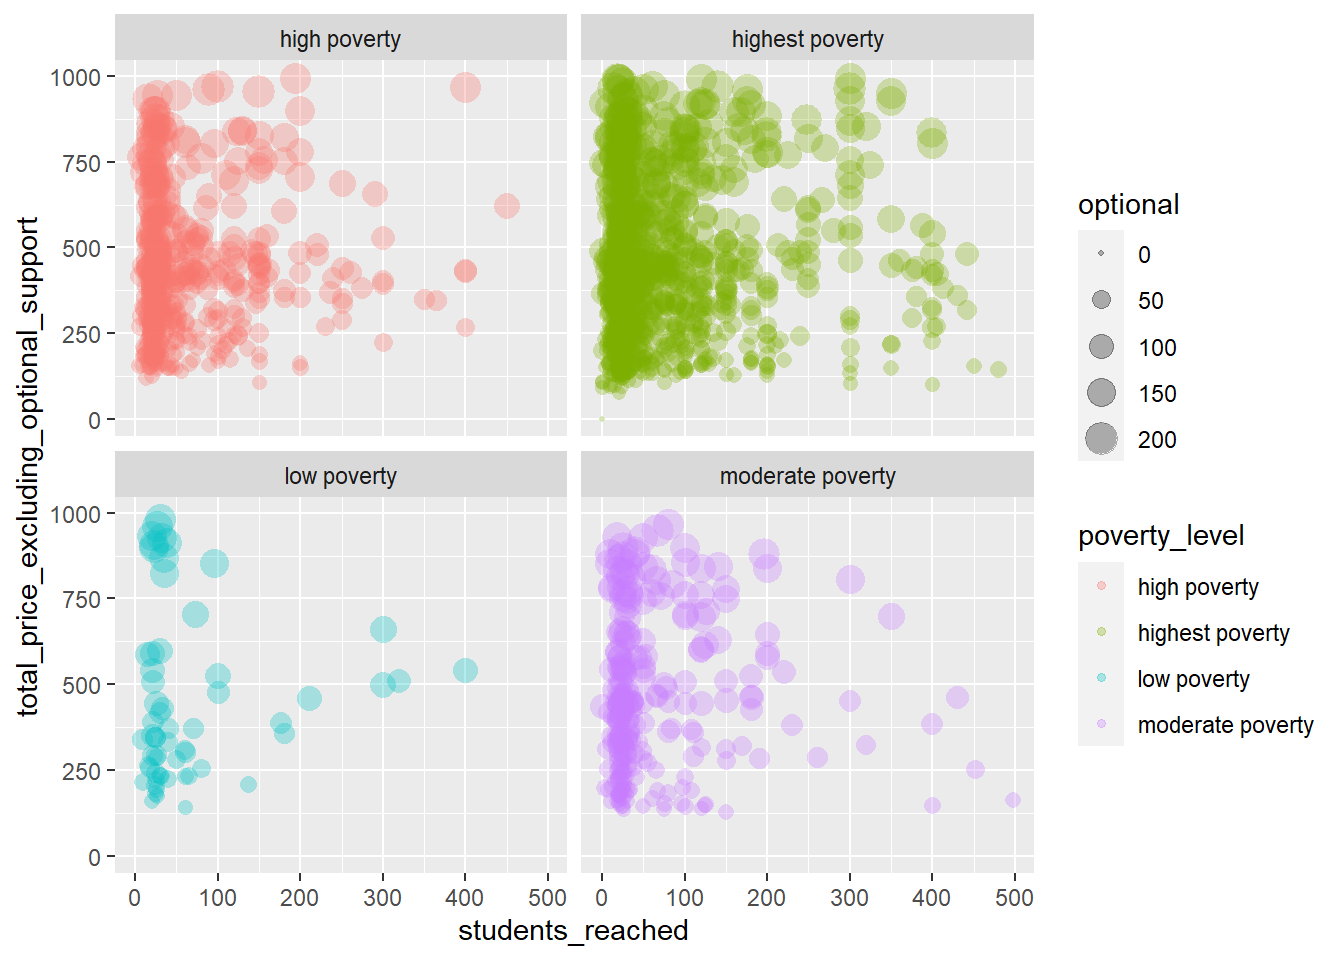 high poverty
highest poverty
1000
750
500
250
0
low poverty
moderate poverty
1000
750
500
250
0
0 100 200 300 400 500
0 100 200 300 400 500
students_reached
total_price_excluding_optional_support
optional
0
50
100
150
200
poverty_level
high poverty
highest poverty
low poverty
moderate poverty